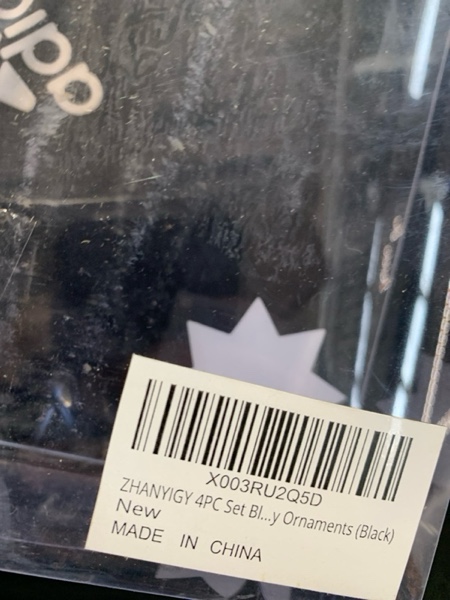 X003RU2Q5D
ZHANYIGY 4PC Set Bl...y Ornaments (Black)
New
MADE IN CHINA